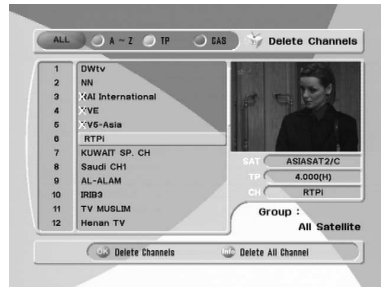 ALL A ~ Z TP CAS Delete Channels
1 DWtv
2 NN
3 RAI International
4 TVE
5 TV5-Asia
6 RTPi
7 KUWAIT SP. CH
8 Saudi CH1
9 AL-ALAM
10 IRIB3
11 TV MUSLIM
12 Henan TV
SAT ASIASAT2/C
TP 4.000(H)
CH RTPi
Group :
All Satellite
OK Delete Channels Info Delete All Channel